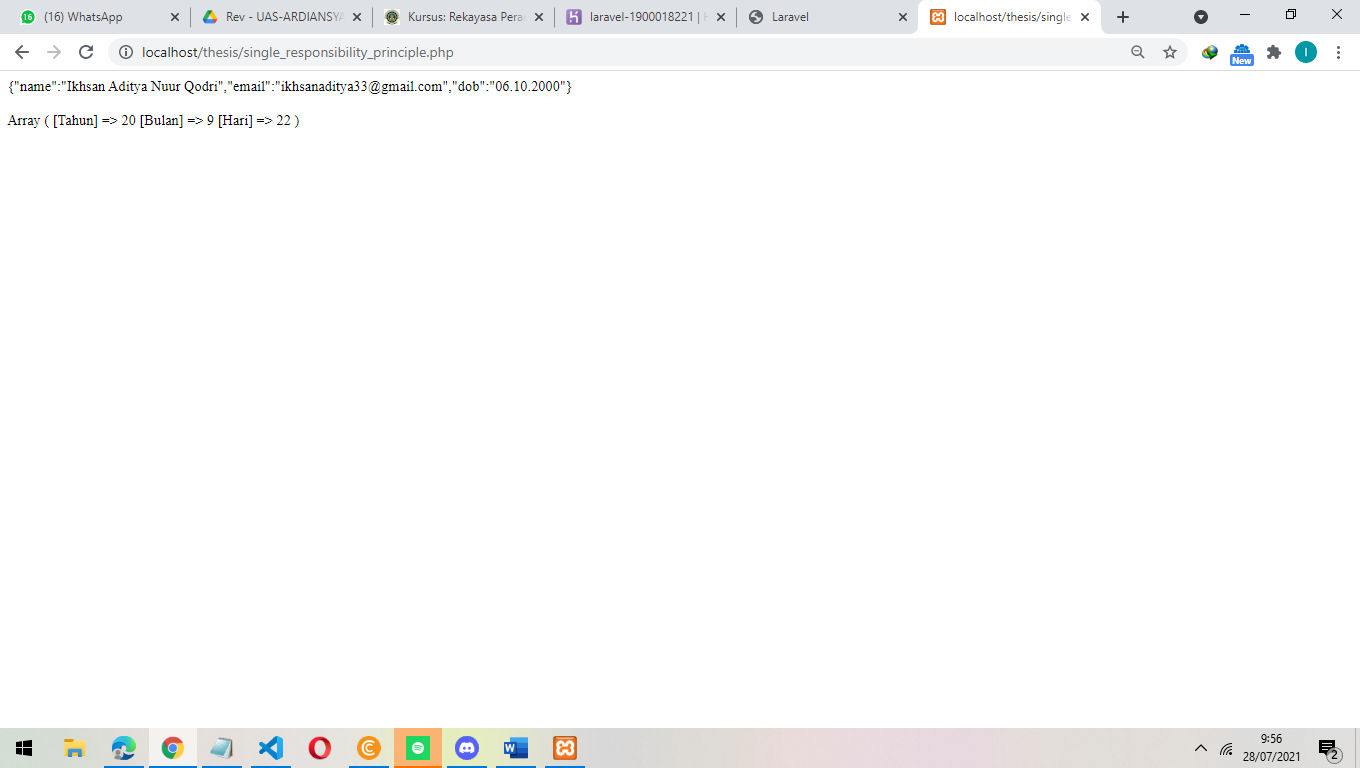 (16) WhatsApp
Rev - UAS-ARDIANSYA
Kursus: Rekayasa Pera
laravel-1900018221 | H
Laravel
localhost/thesis/single_
localhost/thesis/single_responsibility_principle.php
New
I
{"name":"Ikhsan Aditya Nuur Qodri","email":"ikhsanaditya33@gmail.com","dob":"06.10.2000"}
Array ( [Tahun] => 20 [Bulan] => 9 [Hari] => 22 )
9:56
28/07/2021
2